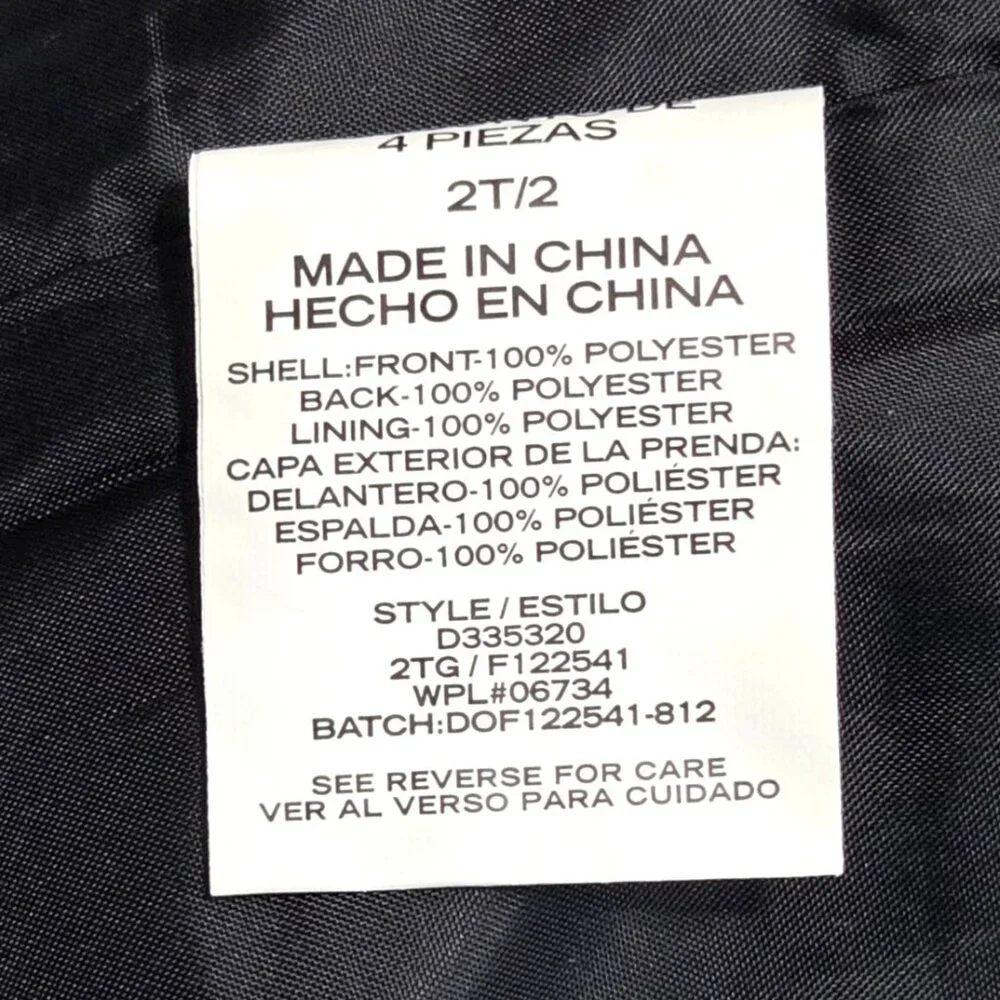 DE
4 PIEZAS
2T/2
MADE IN CHINA
HECHO EN CHINA
SHELL:FRONT-100% POLYESTER
BACK-100% POLYESTER
LINING-100% POLYESTER
CAPA EXTERIOR DE LA PRENDA:
DELANTERO-100% POLIÉSTER
ESPALDA-100% POLIÉSTER
FORRO-100% POLIÉSTER
STYLE / ESTILO
D335320
2TG / F122541
WPL#06734
BATCH:DOF122541-812
SEE REVERSE FOR CARE
VER AL VERSO PARA CUIDADO